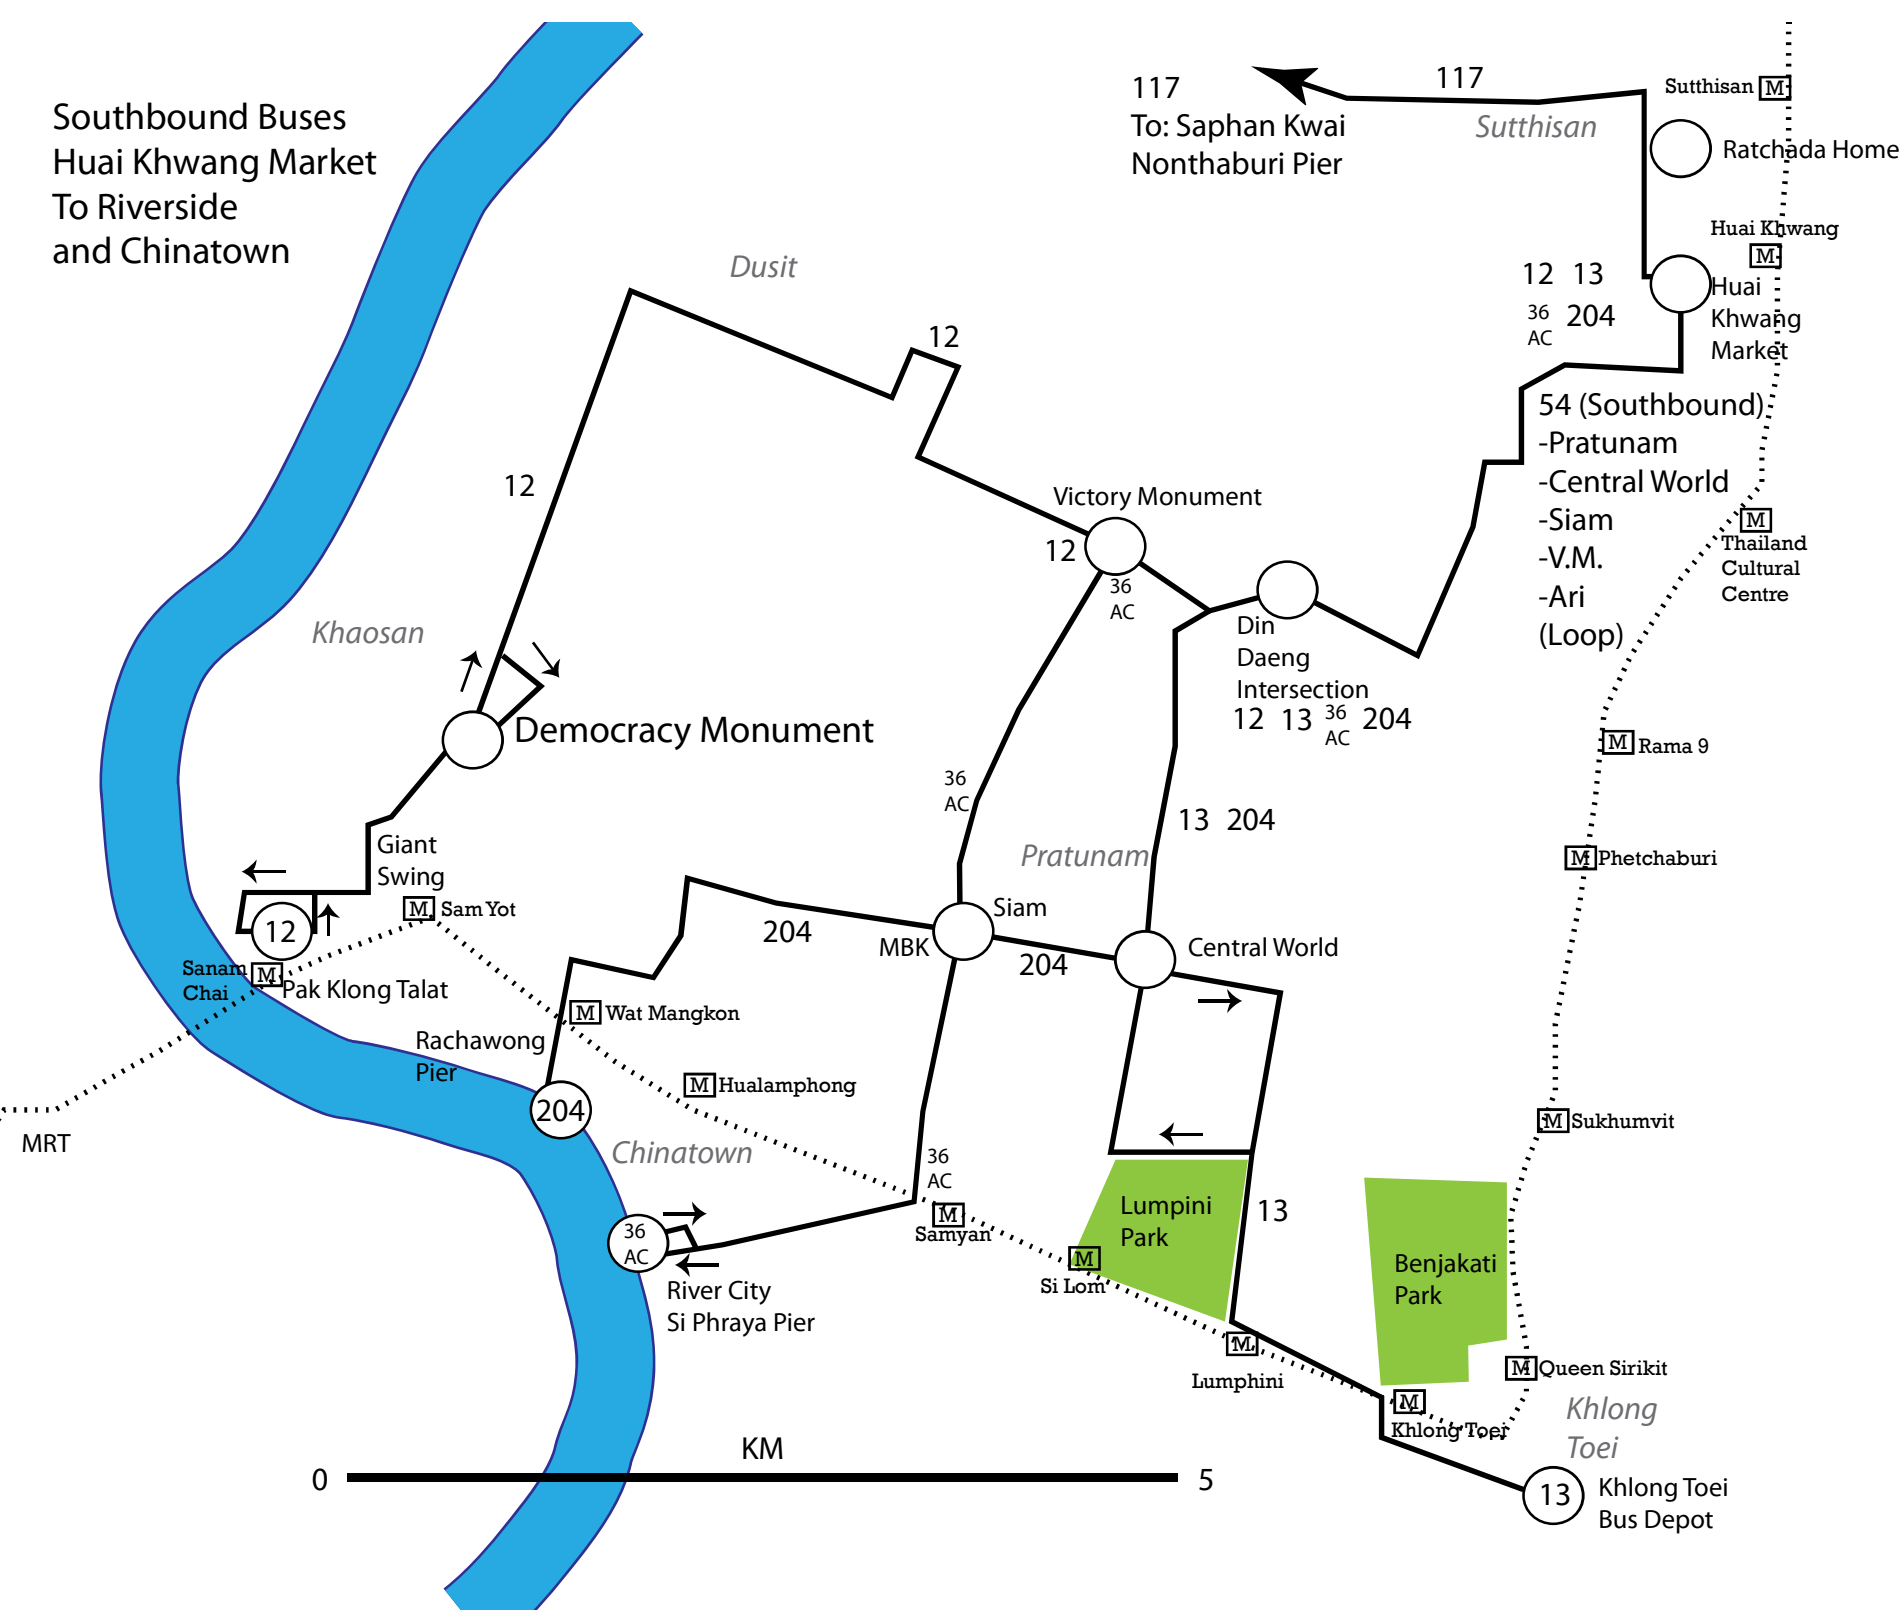 Southbound Buses
Huai Khwang Market
To Riverside
and Chinatown
117
To: Saphan Kwai
Nonthaburi Pier
117
Sutthisan
Sutthisan M
Ratchada Home
Huai Khwang
M
12 13
36
AC
204
Huai
Khwang
Market
54 (Southbound)
-Pratunam
-Central World
-Siam
-V.M.
-Ari
(Loop)
Dusit
12
12
Victory Monument
12
36
AC
M
Thailand
Cultural
Centre
Khaosan
Din
Daeng
Intersection
12 13 36 204
AC
Democracy Monument
M Rama 9
36
AC
13 204
Pratunam
M Phetchaburi
Giant
Swing
M Sam Yot
12
204
Siam
MBK
204
Central World
Sanam
Chai
M
Pak Klong Talat
M Wat Mangkon
Rachawong
Pier
M Hualamphong
204
MRT
Chinatown
M Sukhumvit
36
AC
M
Samyan
Lumpini
Park
13
M
Si Lom
36
AC
River City
Si Phraya Pier
Benjakati
Park
M
Lumphini
M Queen Sirikit
M
Khlong Toei
Khlong
Toei
KM
0
5
13
Khlong Toei
Bus Depot